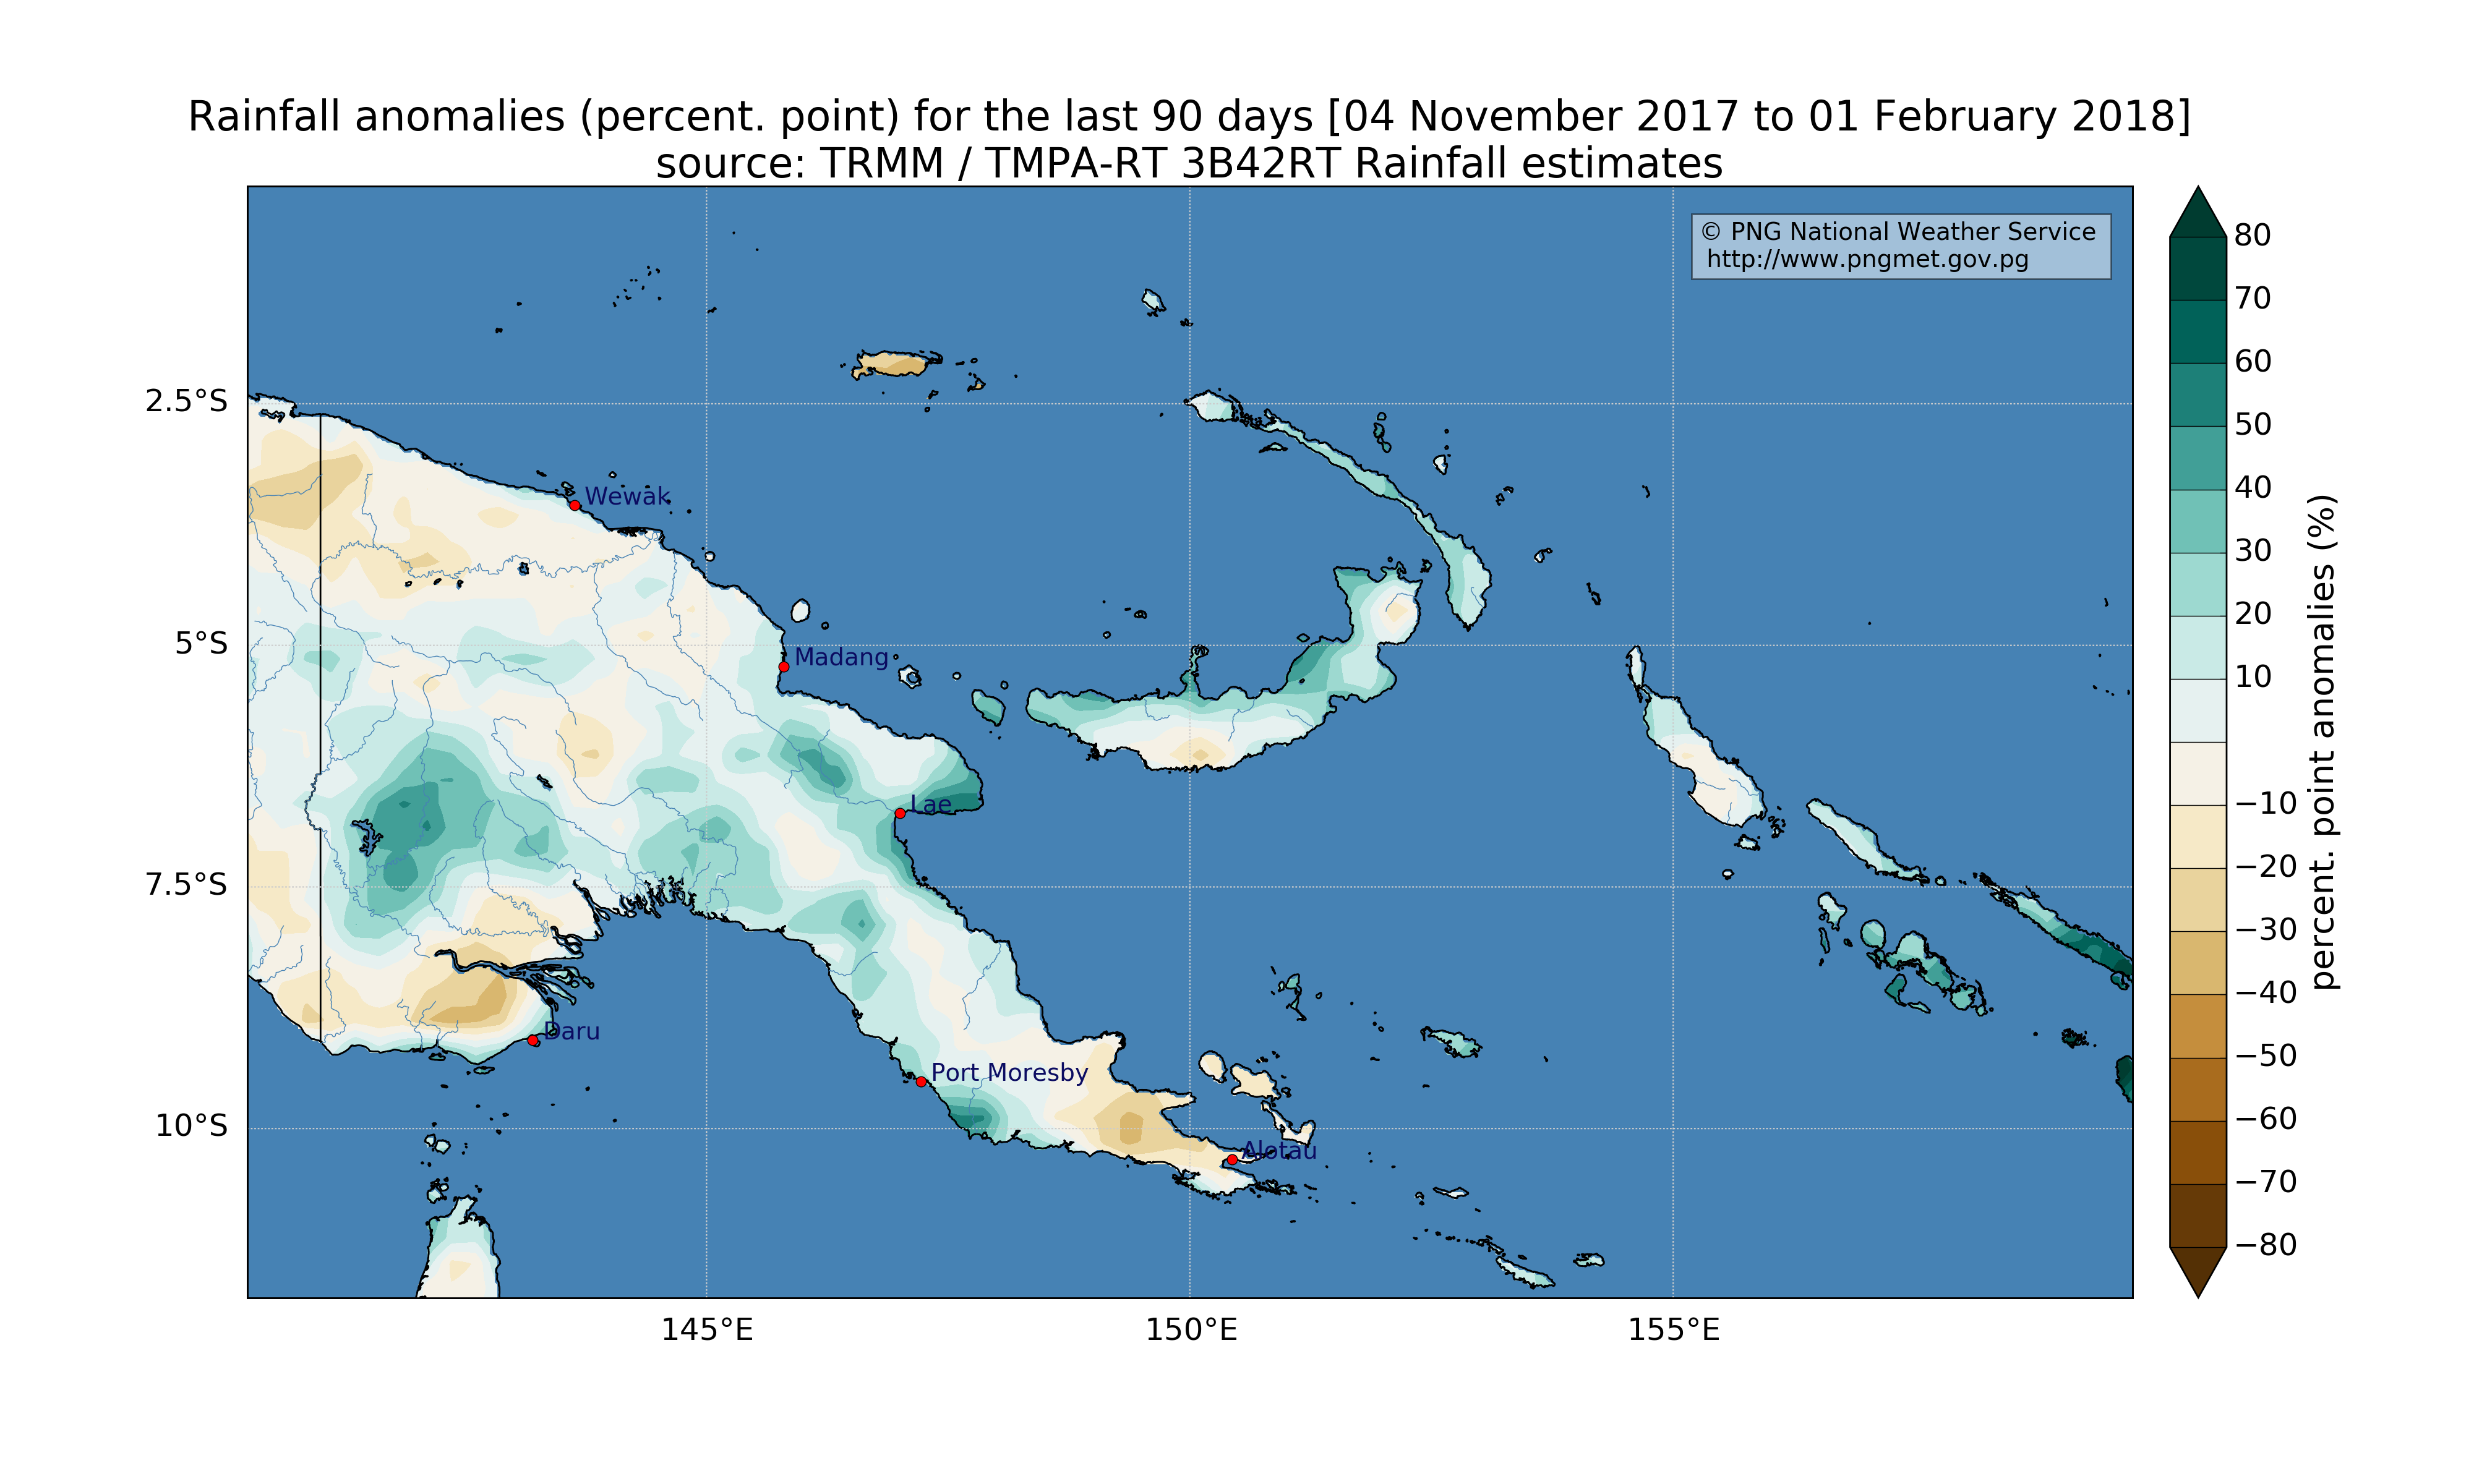 Rainfall anomalies (percent. point) for the last 90 days [04 November 2017 to 01 February 2018]
source: TRMM / TMPA-RT 3B42RT Rainfall estimates
© PNG National Weather Service
http://www.pngmet.gov.pg
2.5°S
5°S
7.5°S
10°S
Wewak
Madang
Lae
Daru
Port Moresby
Alotau
145°E
150°E
155°E
80
70
60
50
40
30
20
10
−10
−20
−30
−40
−50
−60
−70
−80
percent. point anomalies (%)